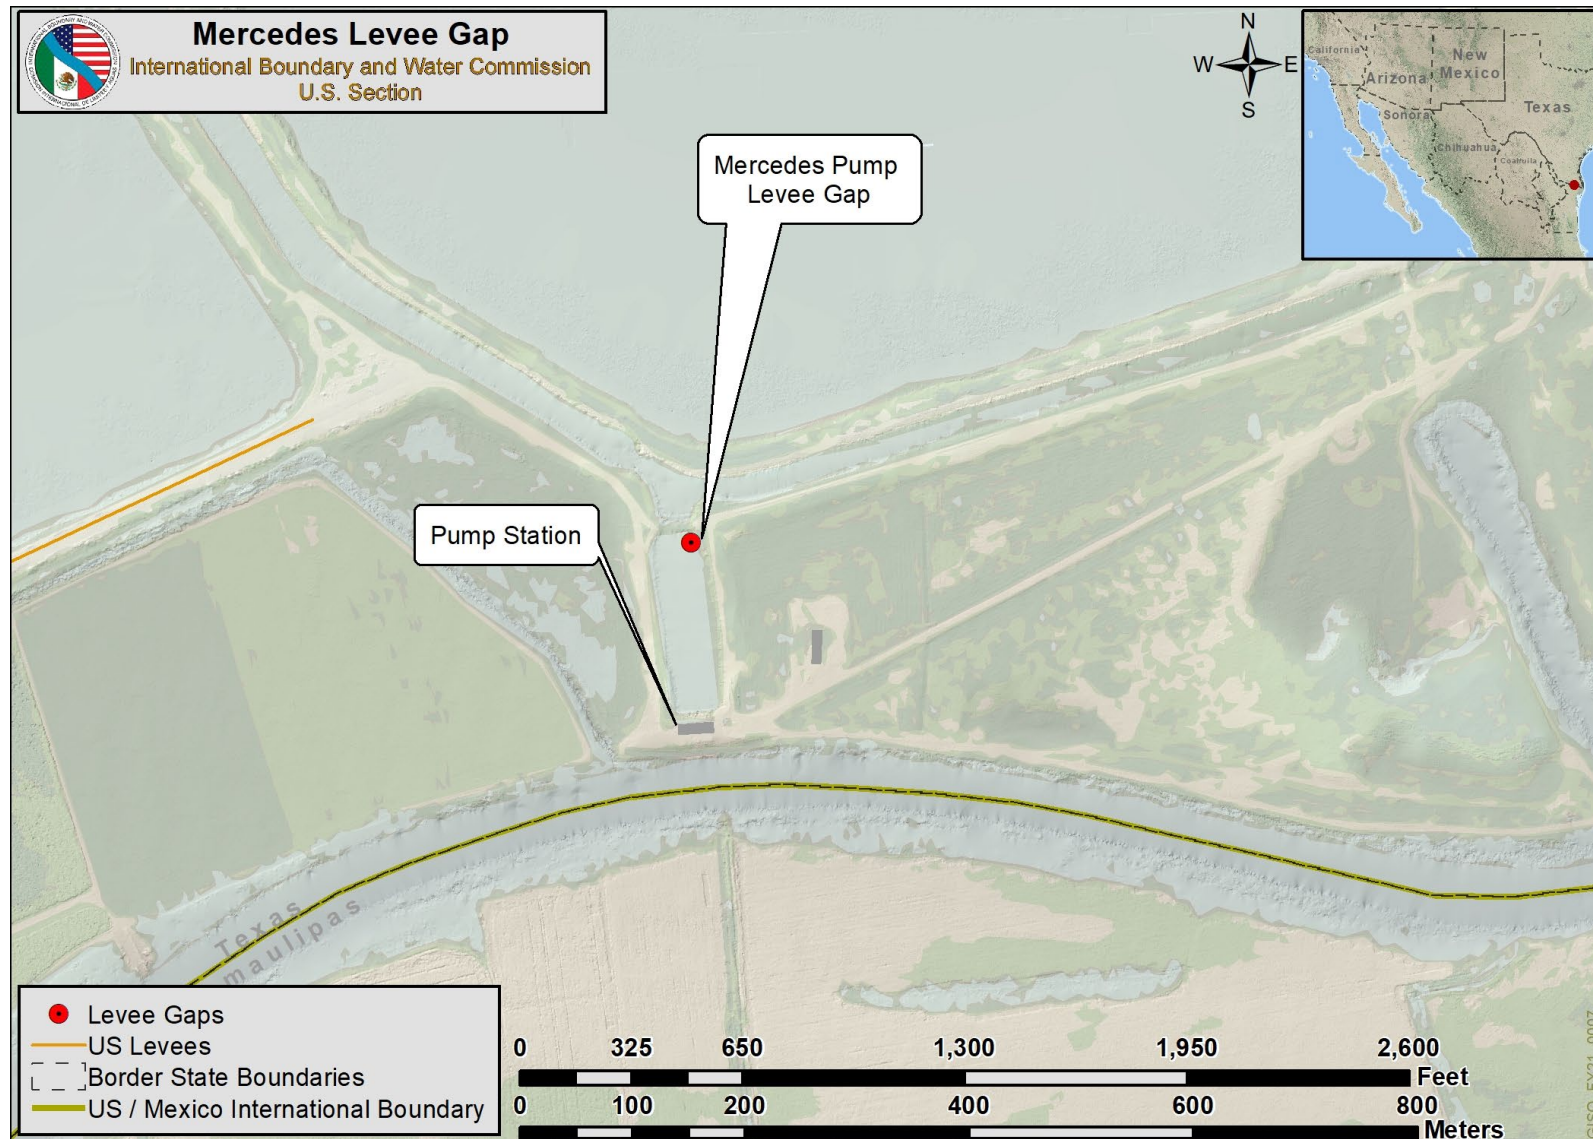 Mercedes Levee Gap
International Boundary and Water Commission
U.S. Section
N
W
E
S
California
Arizona
New
Mexico
Texas
Sonora
Chihuahua
Coahuila
Mercedes Pump
Levee Gap
Pump Station
Texas
maulipas
Levee Gaps
US Levees
Border State Boundaries
US / Mexico International Boundary
0 325 650 1,300 1,950 2,600
Feet
0 100 200 400 600 800
Meters